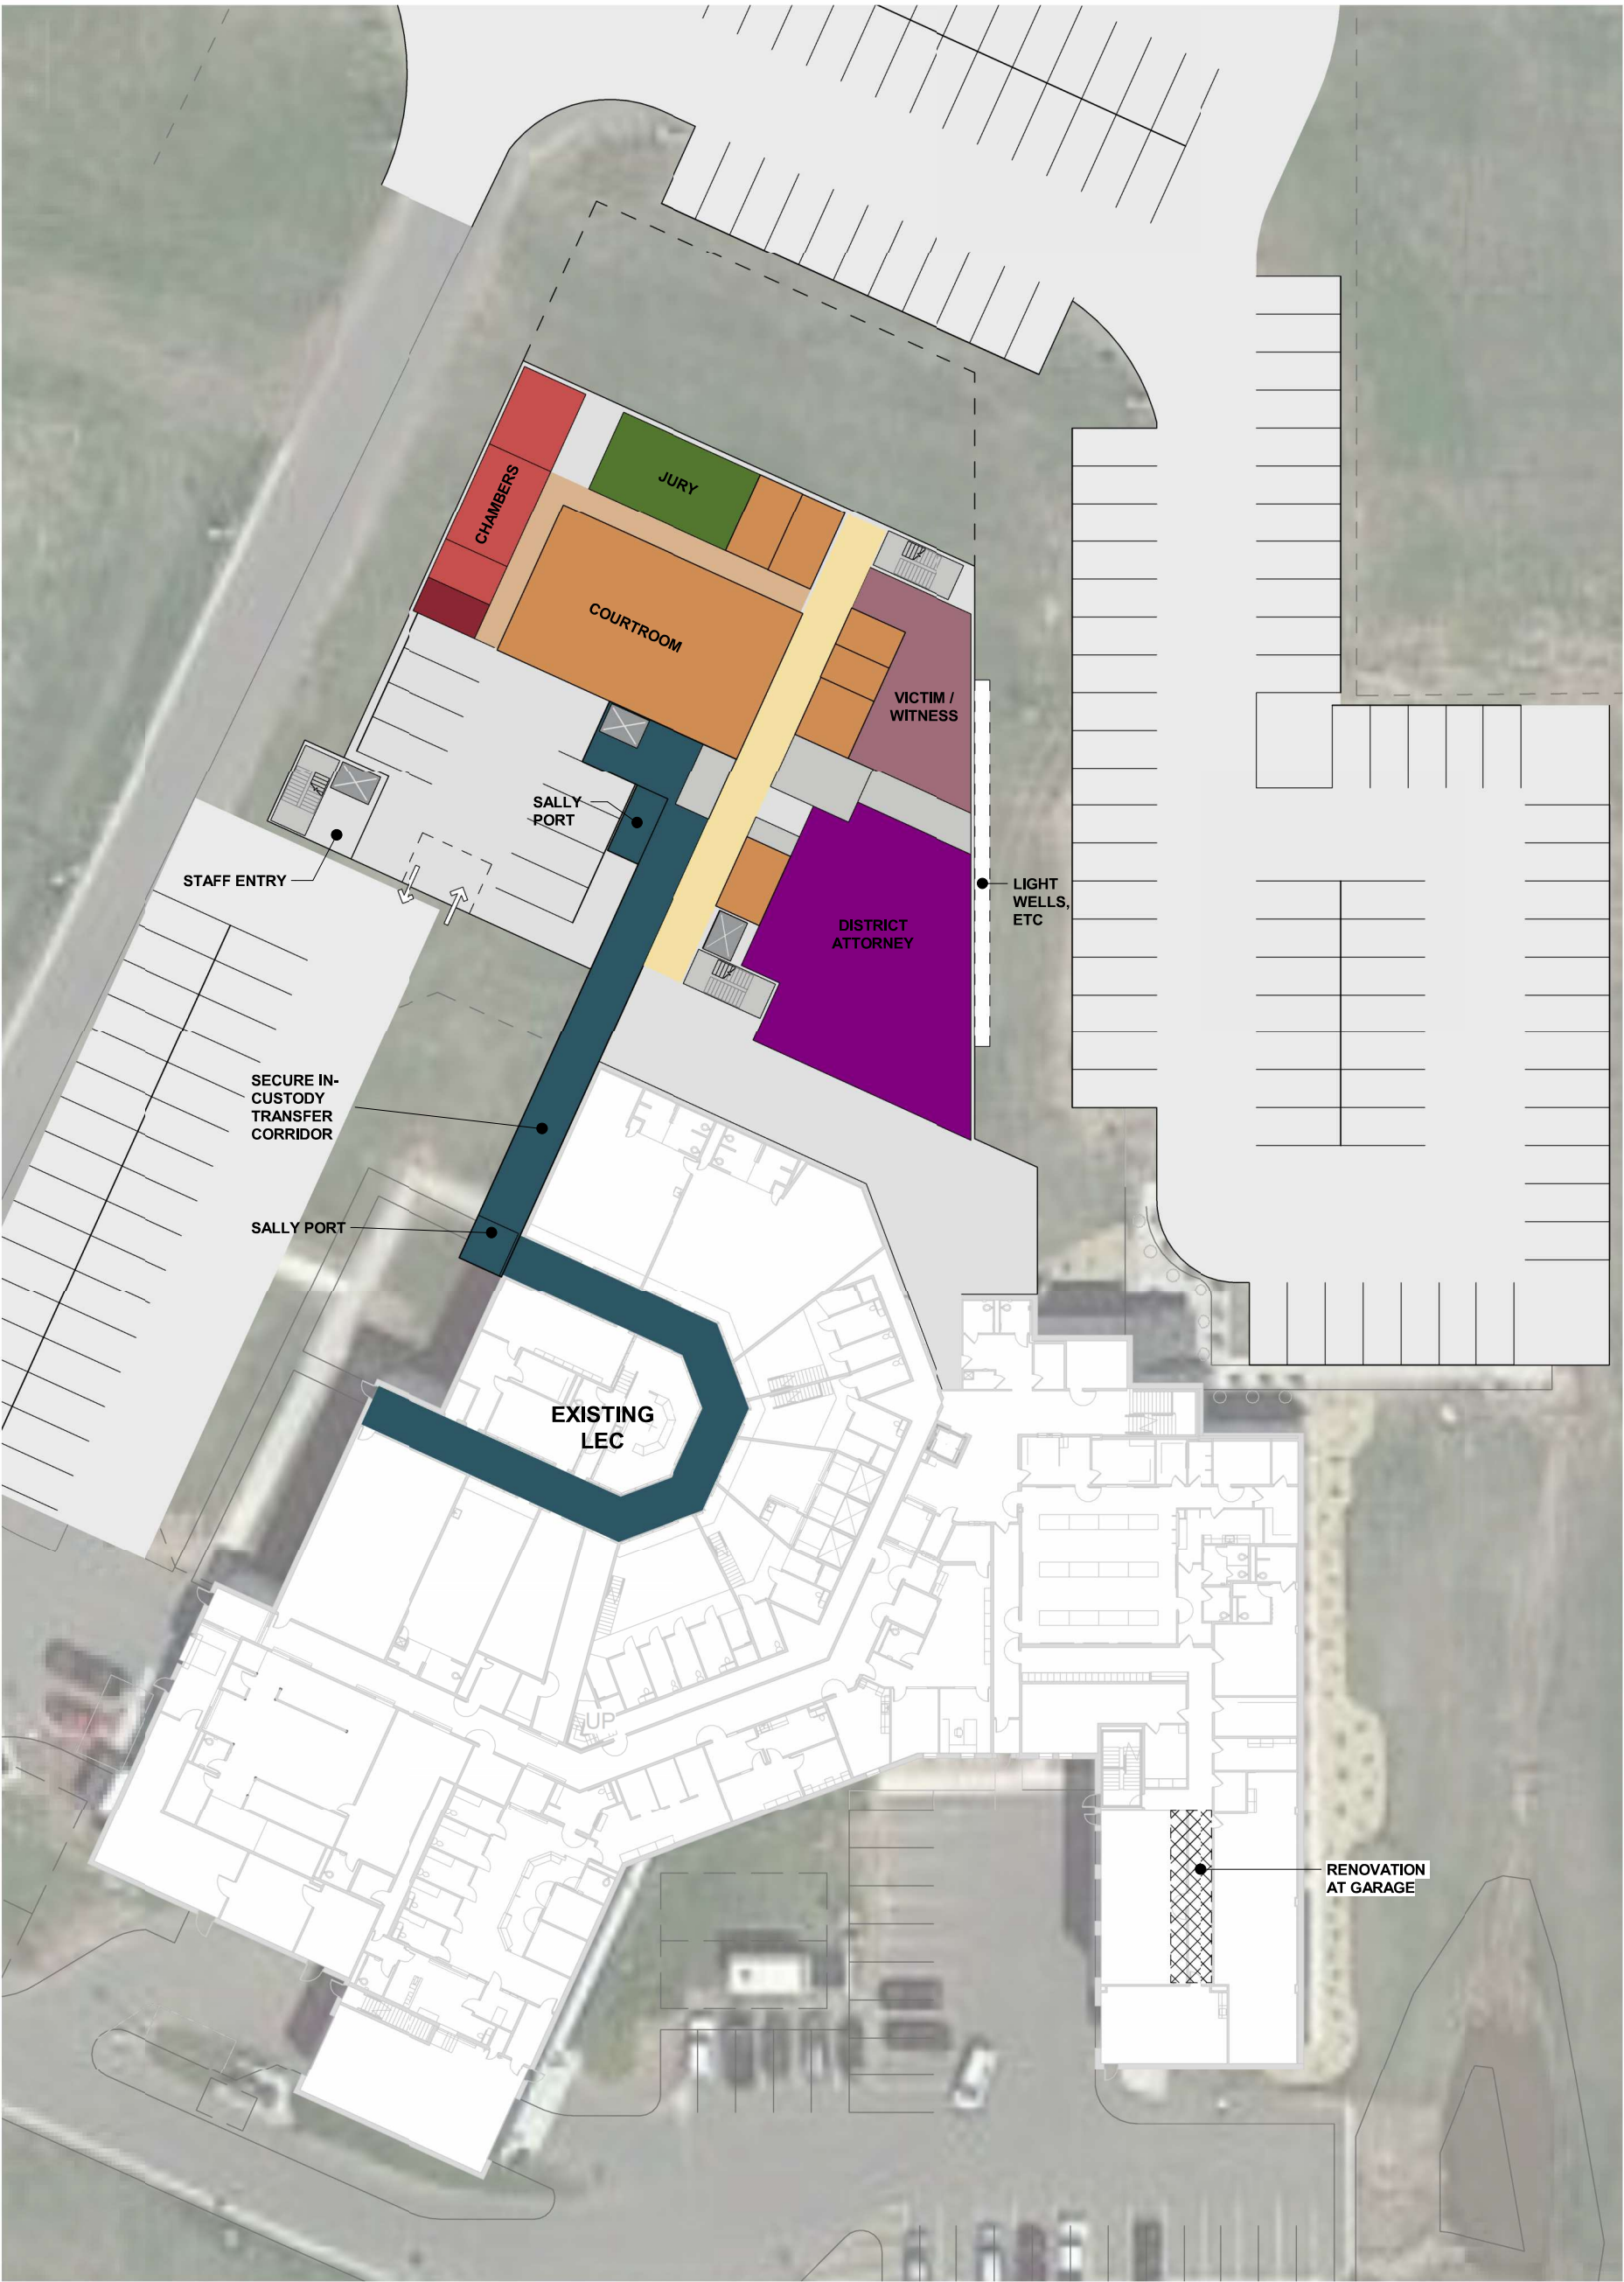 JURY
CHAMBERS
COURTROOM
VICTIM /
WITNESS
SALLY
PORT
STAFF ENTRY
LIGHT
WELLS,
ETC
DISTRICT
ATTORNEY
SECURE IN-
CUSTODY
TRANSFER
CORRIDOR
SALLY PORT
EXISTING
LEC
UP
RENOVATION
AT GARAGE